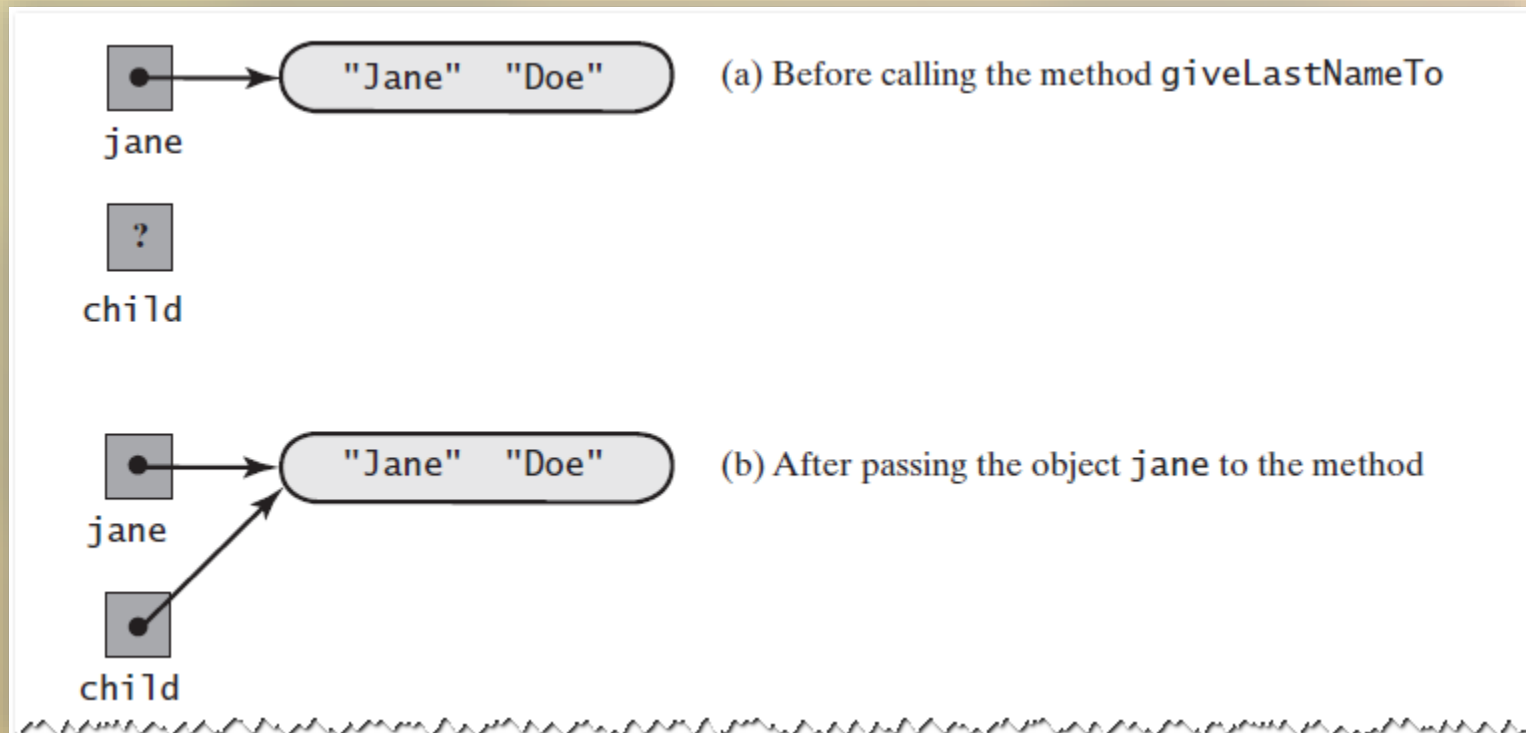 "Jane" "Doe" (a) Before calling the method giveLastNameTo
jane
?
child
"Jane" "Doe" (b) After passing the object jane to the method
jane
child